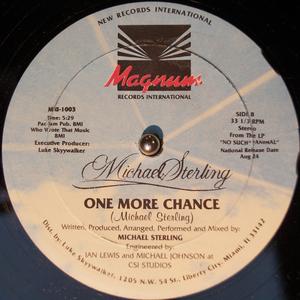 NEW RECORDS INTERNATIONAL
Magnum
RECORDS INTERNATIONAL
MIB-1003
Time: 5:29
Pac Jam Pub. BMI
Who Wrote That Music
BMI
Executive Producer:
Luke Skyywalker
SIDE B
33 1/3 RPM
Stereo
From The LP
"NO SUCH ANIMAL"
National Release Date
Aug 24
Michael Sterling
ONE MORE CHANCE
(Michael Sterling)
Written, Produced, Arranged, Performed and Mixed by:
MICHAEL STERLING
Engineered by:
IAN LEWIS and MICHAEL JOHNSON at
CSI STUDIOS
Dist. by: Luke Skyywalker, 1205 N.W. 54 St., Liberty City, Miami, FL 33142